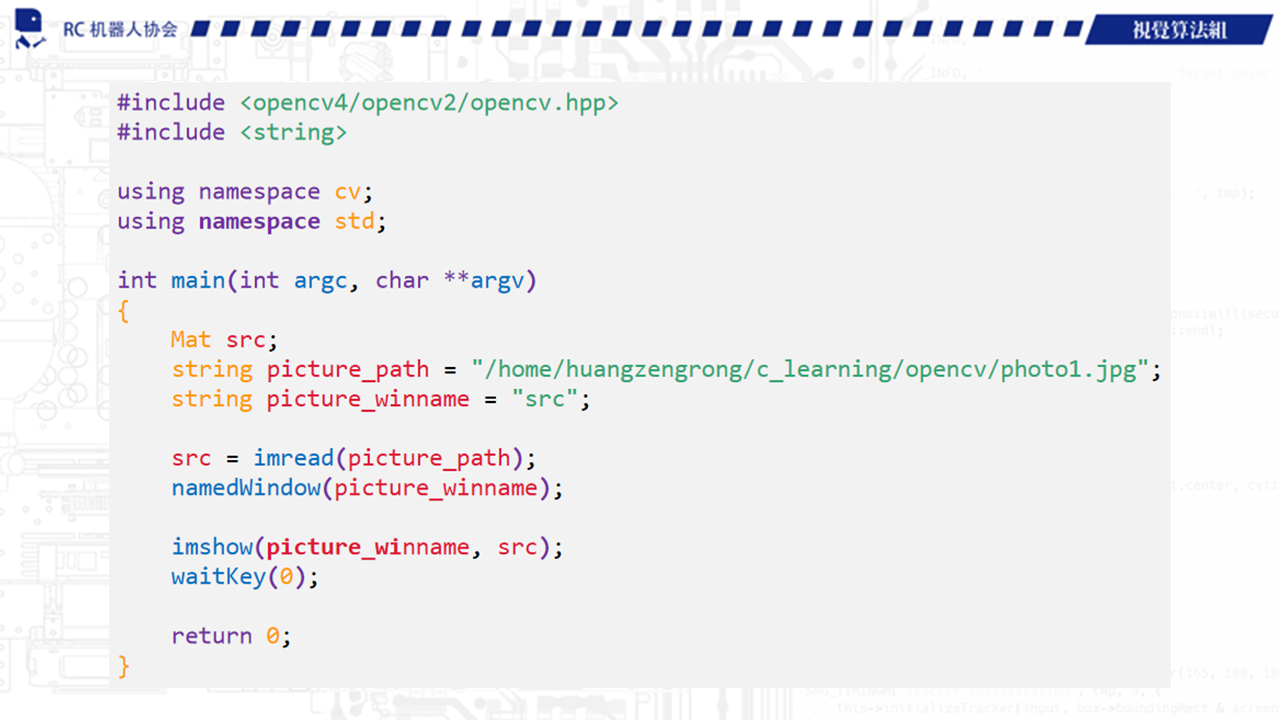 RC 机器人协会
視覺算法組
#include <opencv4/opencv2/opencv.hpp>
#include <string>
using namespace cv;
using namespace std;
int main(int argc, char **argv)
{
    Mat src;
    string picture_path = "/home/huangzengrong/c_learning/opencv/photo1.jpg";
    string picture_winname = "src";
    src = imread(picture_path);
    namedWindow(picture_winname);
    imshow(picture_winname, src);
    waitKey(0);
    return 0;
}